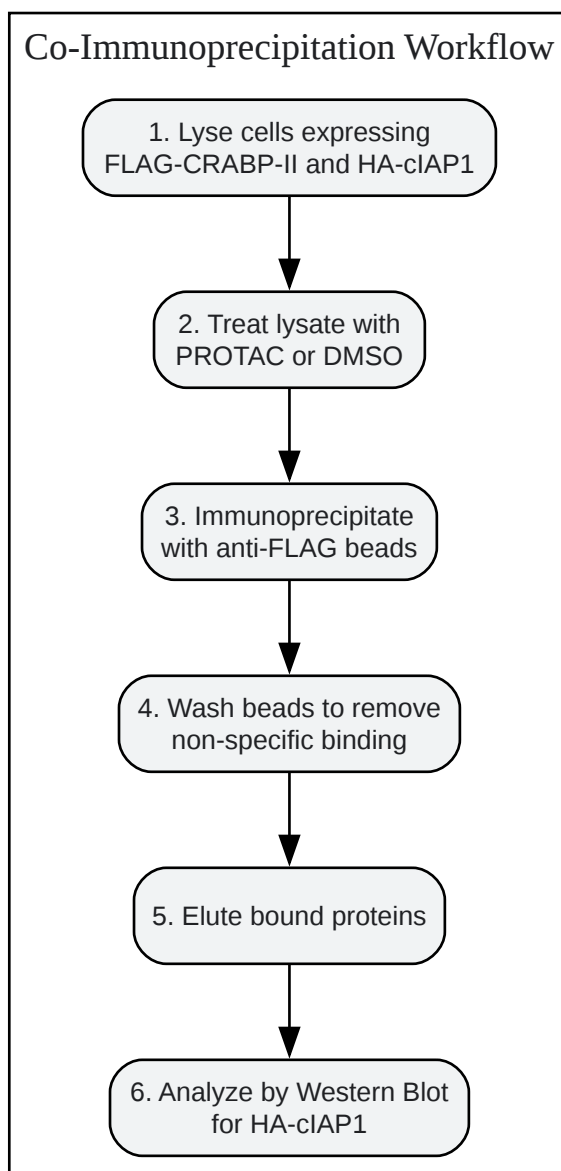 Co-Immunoprecipitation Workflow
1. Lyse cells expressing
FLAG-CRABP-II and HA-cIAP1
2. Treat lysate with
PROTAC or DMSO
3. Immunoprecipitate
with anti-FLAG beads
4. Wash beads to remove
non-specific binding
5. Elute bound proteins
6. Analyze by Western Blot
for HA-cIAP1